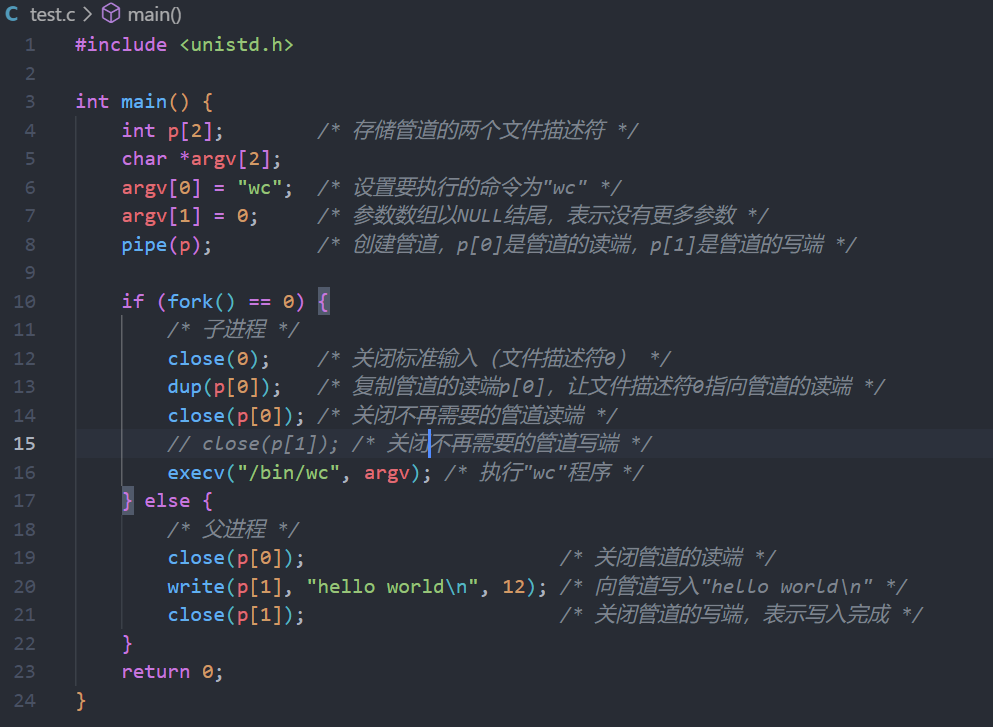 test.c > main()
1 #include <unistd.h>
2
3 int main() {
4     int p[2];        /* 存储管道的两个文件描述符 */
5     char *argv[2];
6     argv[0] = "wc";  /* 设置要执行的命令为"wc" */
7     argv[1] = 0;     /* 参数数组以NULL结尾，表示没有更多参数 */
8     pipe(p);         /* 创建管道，p[0]是管道的读端，p[1]是管道的写端 */
9
10     if (fork() == 0) {
11         /* 子进程 */
12         close(0);    /* 关闭标准输入（文件描述符0） */
13         dup(p[0]);   /* 复制管道的读端p[0]，让文件描述符0指向管道的读端 */
14         close(p[0]); /* 关闭不再需要的管道读端 */
15         // close(p[1]); /* 关闭不再需要的管道写端 */
16         execv("/bin/wc", argv); /* 执行"wc"程序 */
17     } else {
18         /* 父进程 */
19         close(p[0]);                      /* 关闭管道的读端 */
20         write(p[1], "hello world\n", 12); /* 向管道写入"hello world\n" */
21         close(p[1]);                      /* 关闭管道的写端，表示写入完成 */
22     }
23     return 0;
24 }